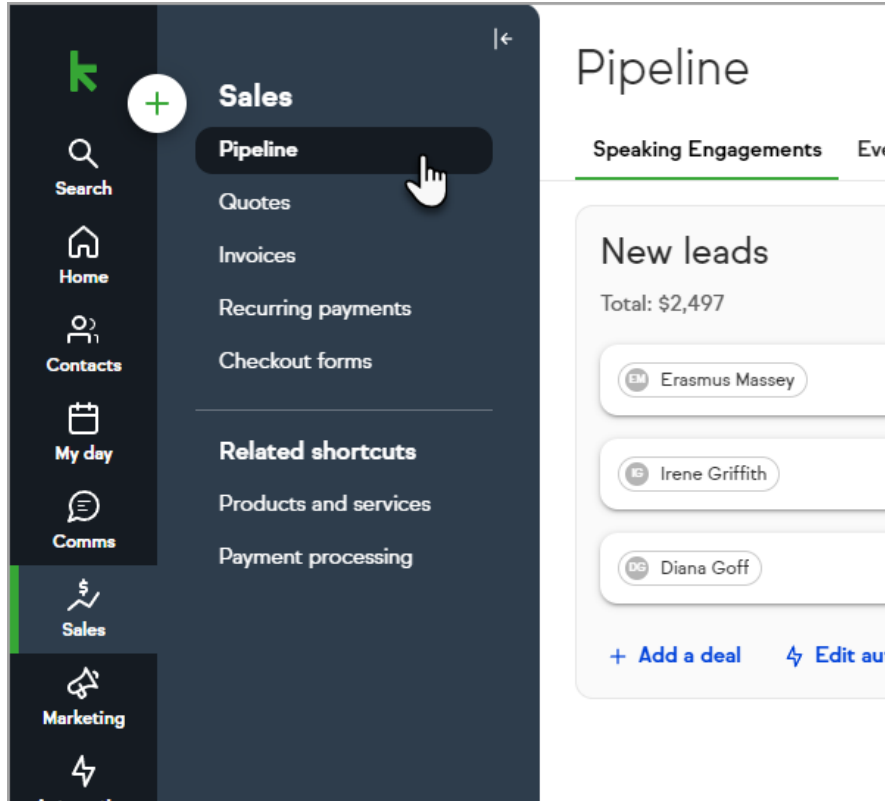 Search
Home
Contacts
My day
Comms
Sales
Marketing
Sales
Pipeline
Quotes
Invoices
Recurring payments
Checkout forms
Related shortcuts
Products and services
Payment processing
Pipeline
Speaking Engagements
New leads
Total: $2,497
EM Erasmus Massey
IG Irene Griffith
DG Diana Goff
+ Add a deal
Edit